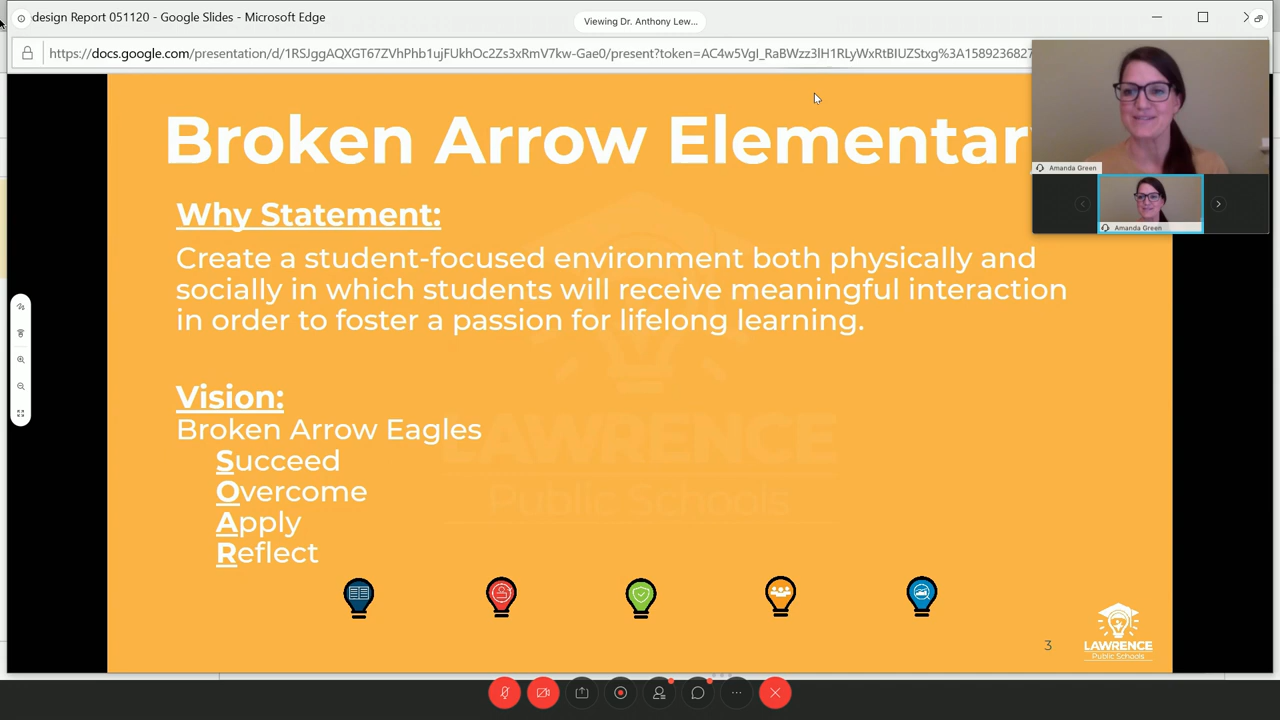 design Report 051120 - Google Slides - Microsoft Edge
Viewing Dr. Anthony Lew...
https://docs.google.com/presentation/d/1RSJggAQXGT67ZVhPhb1ujFUkhOc2Zs3xRmV7kw-Gae0/present?token=AC4w5VgI_RaBWzz3lH1RLyWxRtBIUZStxg%3A1589236827
Broken Arrow Elementary
Amanda Green
Amanda Green
Why Statement:
Create a student-focused environment both physically and
socially in which students will receive meaningful interaction
in order to foster a passion for lifelong learning.
Vision:
Broken Arrow Eagles
Succeed
Overcome
Apply
Reflect
LAWRENCE
Public Schools
3
LAWRENCE
Public Schools